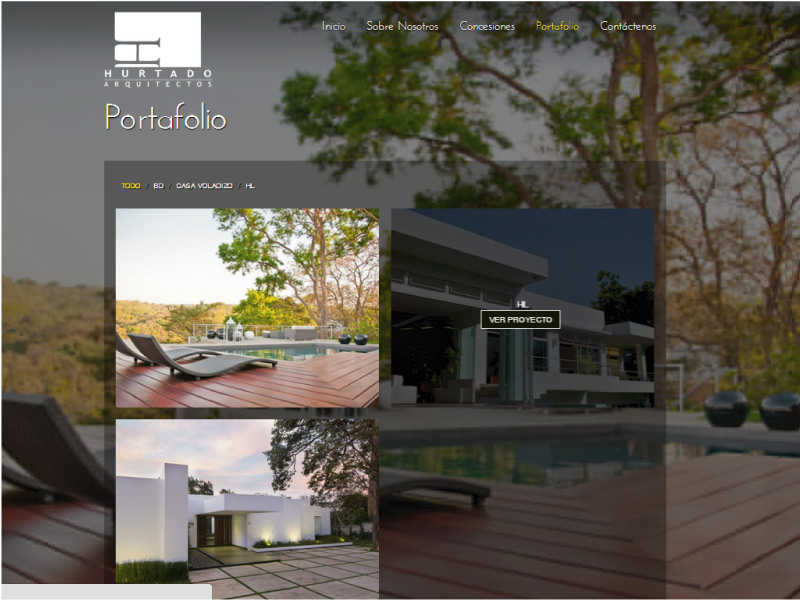 Inicio Sobre Nosotros Concesiones Portafolio Contáctenos
HURTADO
ARQUITECTOS
Portafolio
TODO / BD / CASA VOLADIZO / HL
HL
VER PROYECTO